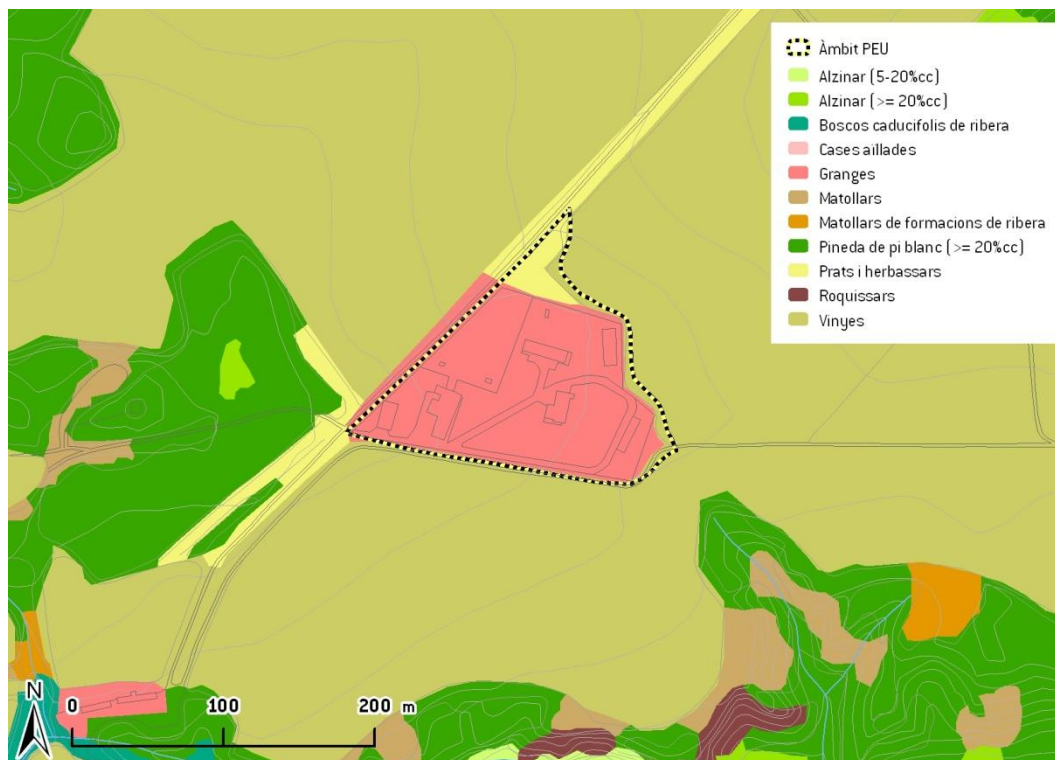 Àmbit PEU
Alzinar (5-20%cc)
Alzinar (>= 20%cc)
Boscos caducifolis de ribera
Cases aïllades
Granges
Matollars
Matollars de formacions de ribera
Pineda de pi blanc (>= 20%cc)
Prats i herbassars
Roquissars
Vinyes
N
0 100 200 m